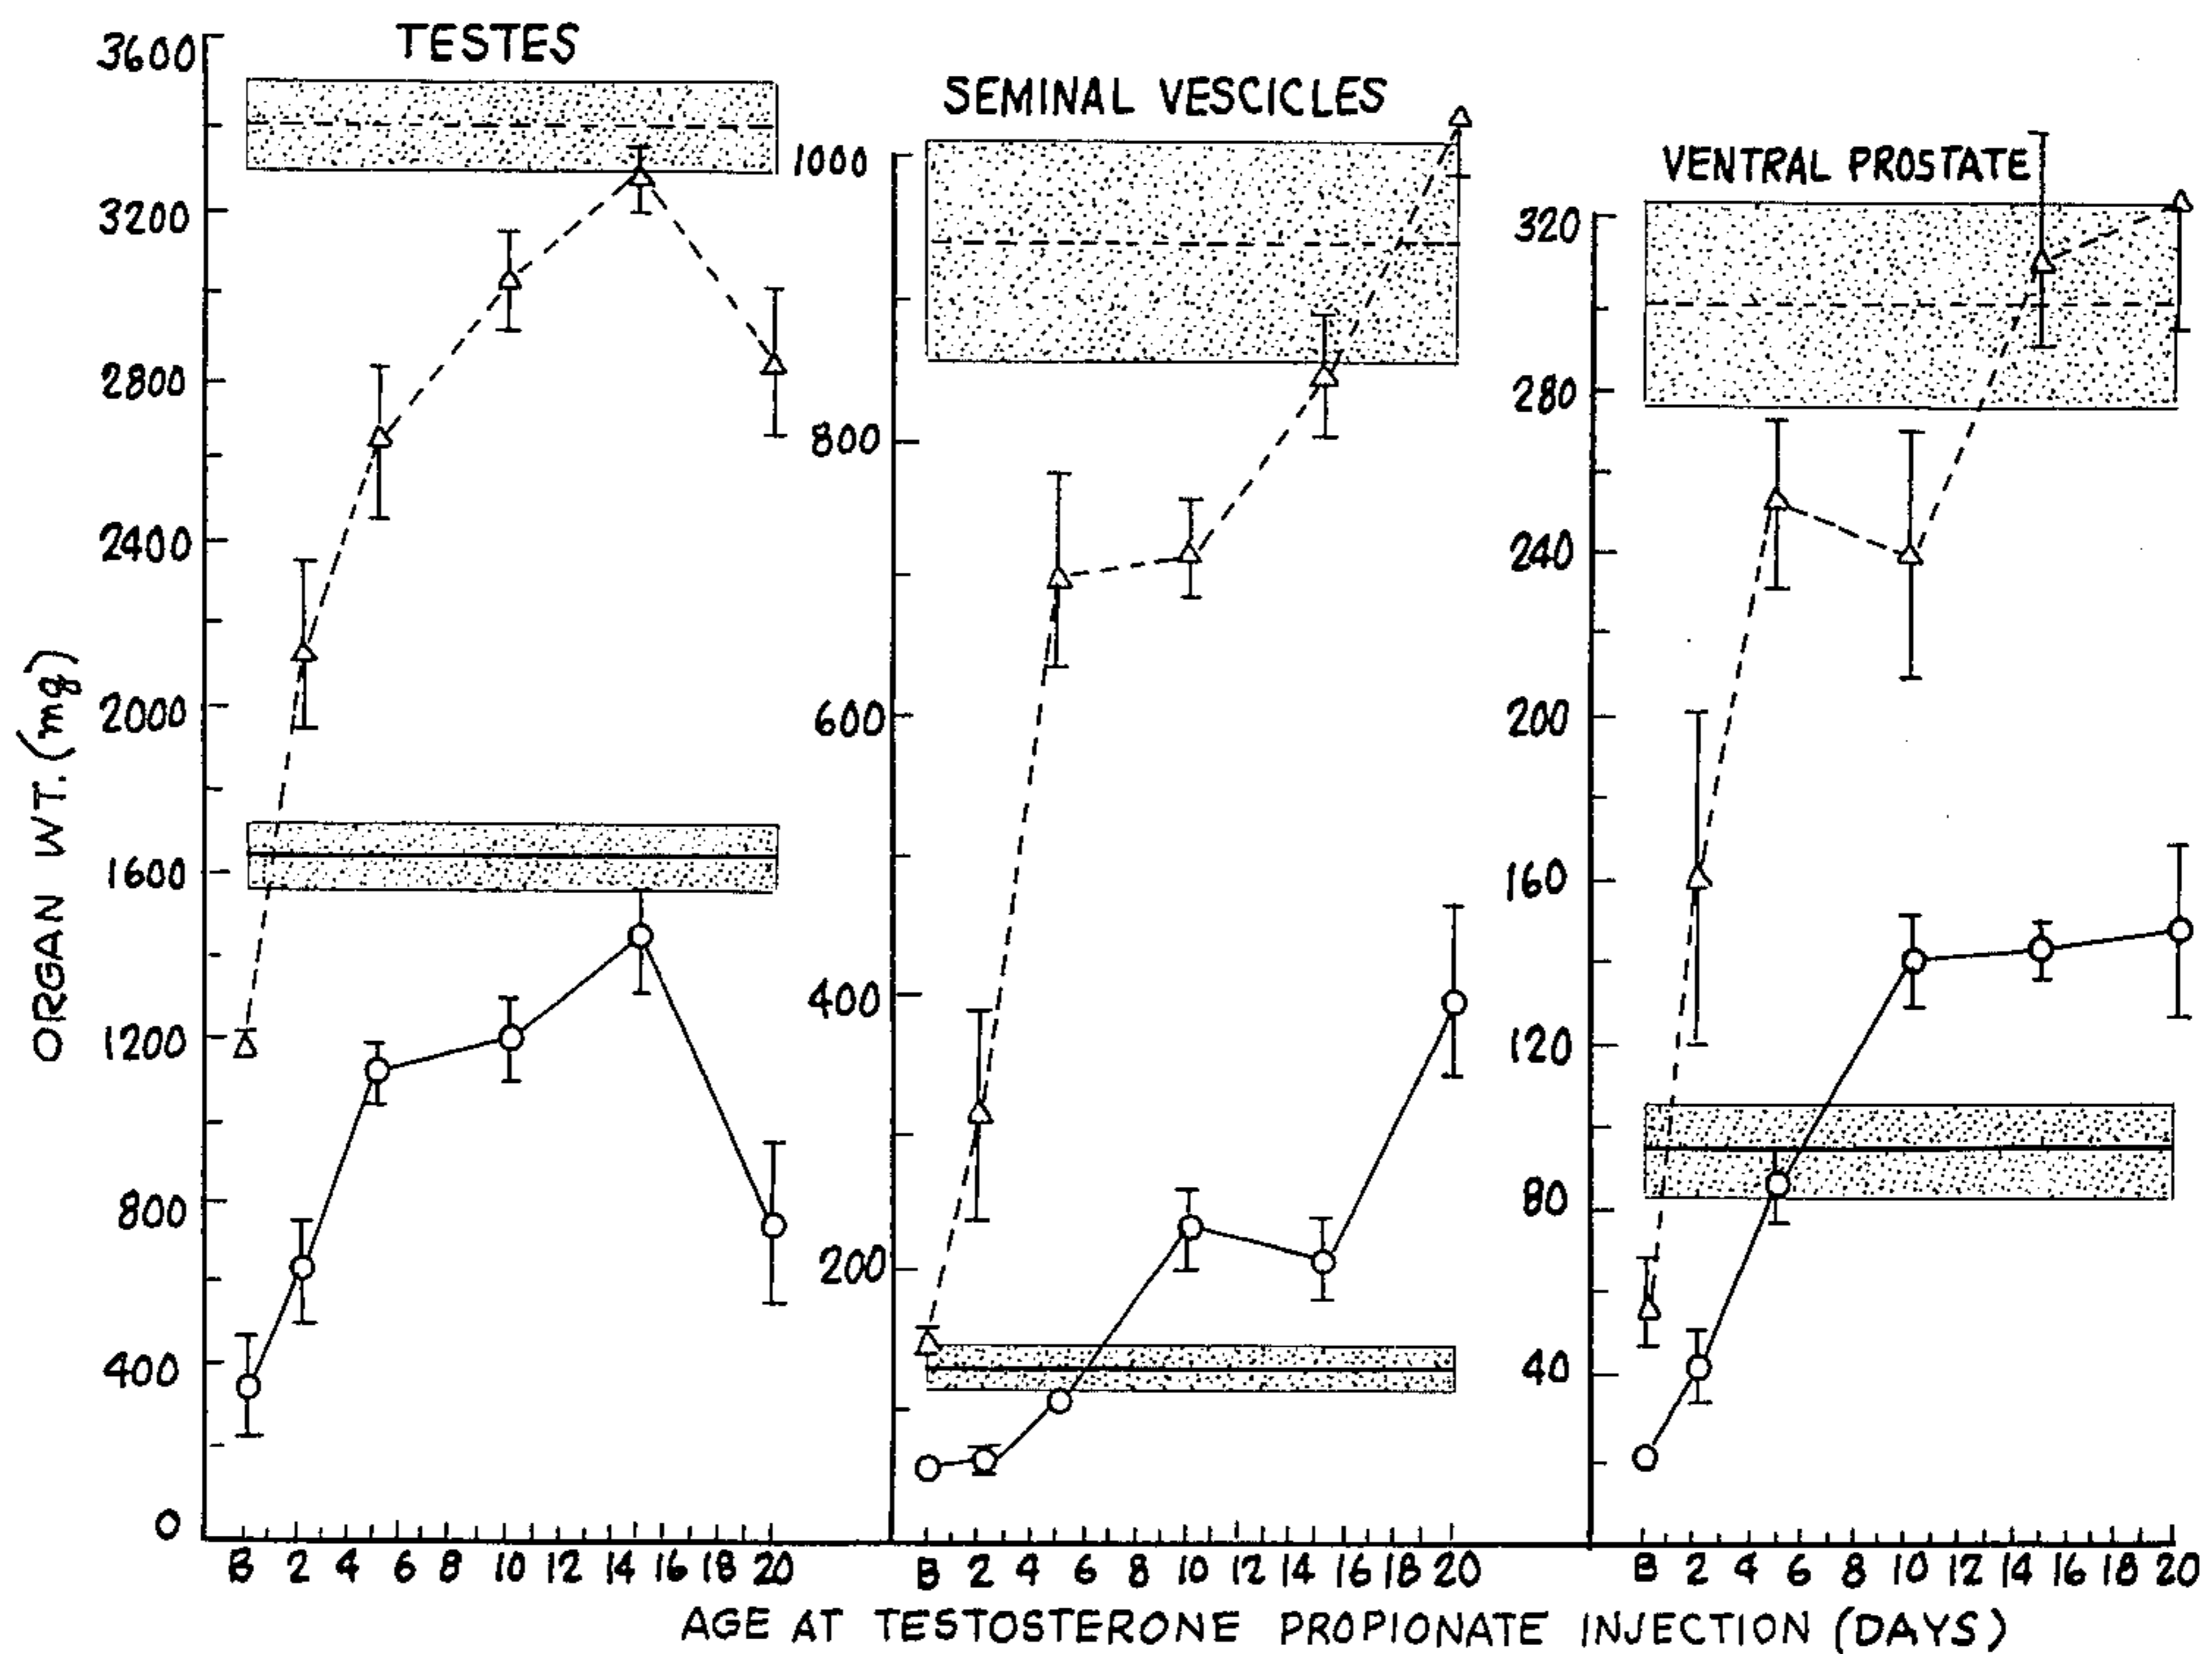 TESTES
3600
3200
2800
2400
2000
1600
1200
800
400
0
B 2 4 6 8 10 12 14 16 18 20
SEMINAL VESCICLES
1000
800
600
400
200
B 2 4 6 8 10 12 14 16 18 20
VENTRAL PROSTATE
320
280
240
200
160
120
80
40
B 2 4 6 8 10 12 14 16 18 20
ORGAN WT. (mg)
AGE AT TESTOSTERONE PROPIONATE INJECTION (DAYS)